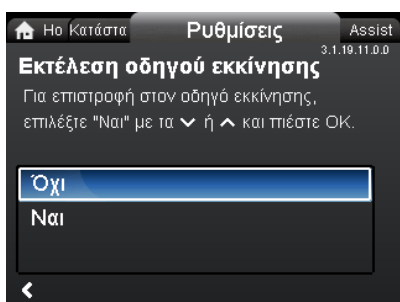 Ho Κατάστα Ρυθμίσεις Assist
3.1.19.11.0.0
Εκτέλεση οδηγού εκκίνησης
Για επιστροφή στον οδηγό εκκίνησης,
επιλέξτε "Ναι" με τα ή και πιέστε OK.
Όχι
Ναι